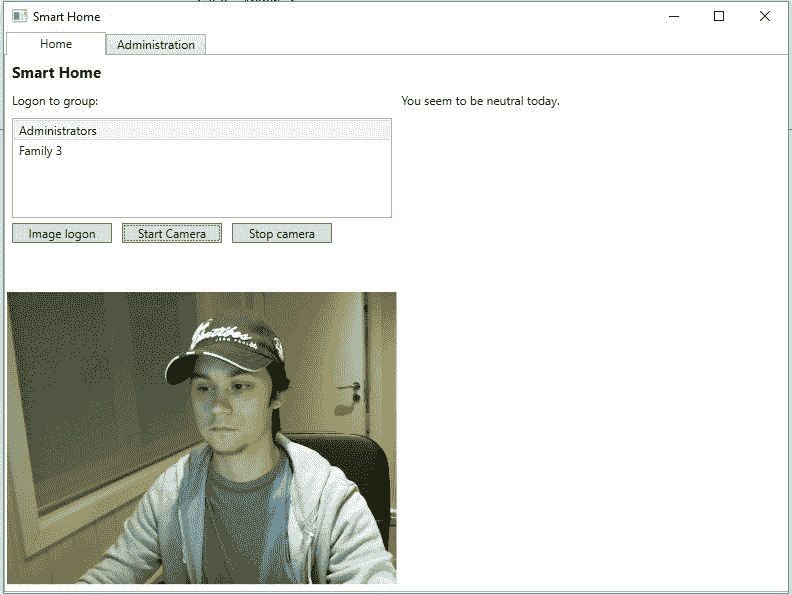 Smart Home
Home
Administration
Smart Home
Logon to group:
You seem to be neutral today.
Administrators
Family 3
Image logon
Start Camera
Stop camera